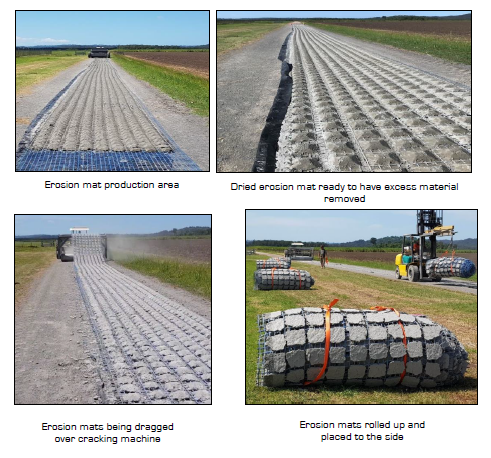 Erosion mat production area
Dried erosion mat ready to have excess material
removed
Erosion mats being dragged
over cracking machine
Erosion mats rolled up and
placed to the side